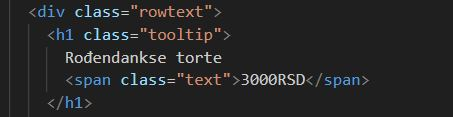 <div class="rowtext">
<h1 class="tooltip">
Rođendankse torte
<span class="text">3000RSD</span>
</h1>